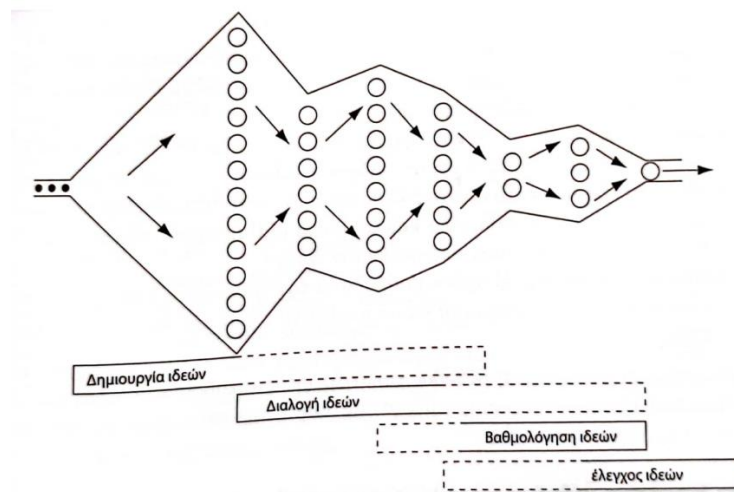 Δημιουργία ιδεών
Διαλογή ιδεών
Βαθμολόγηση ιδεών
έλεγχος ιδεών